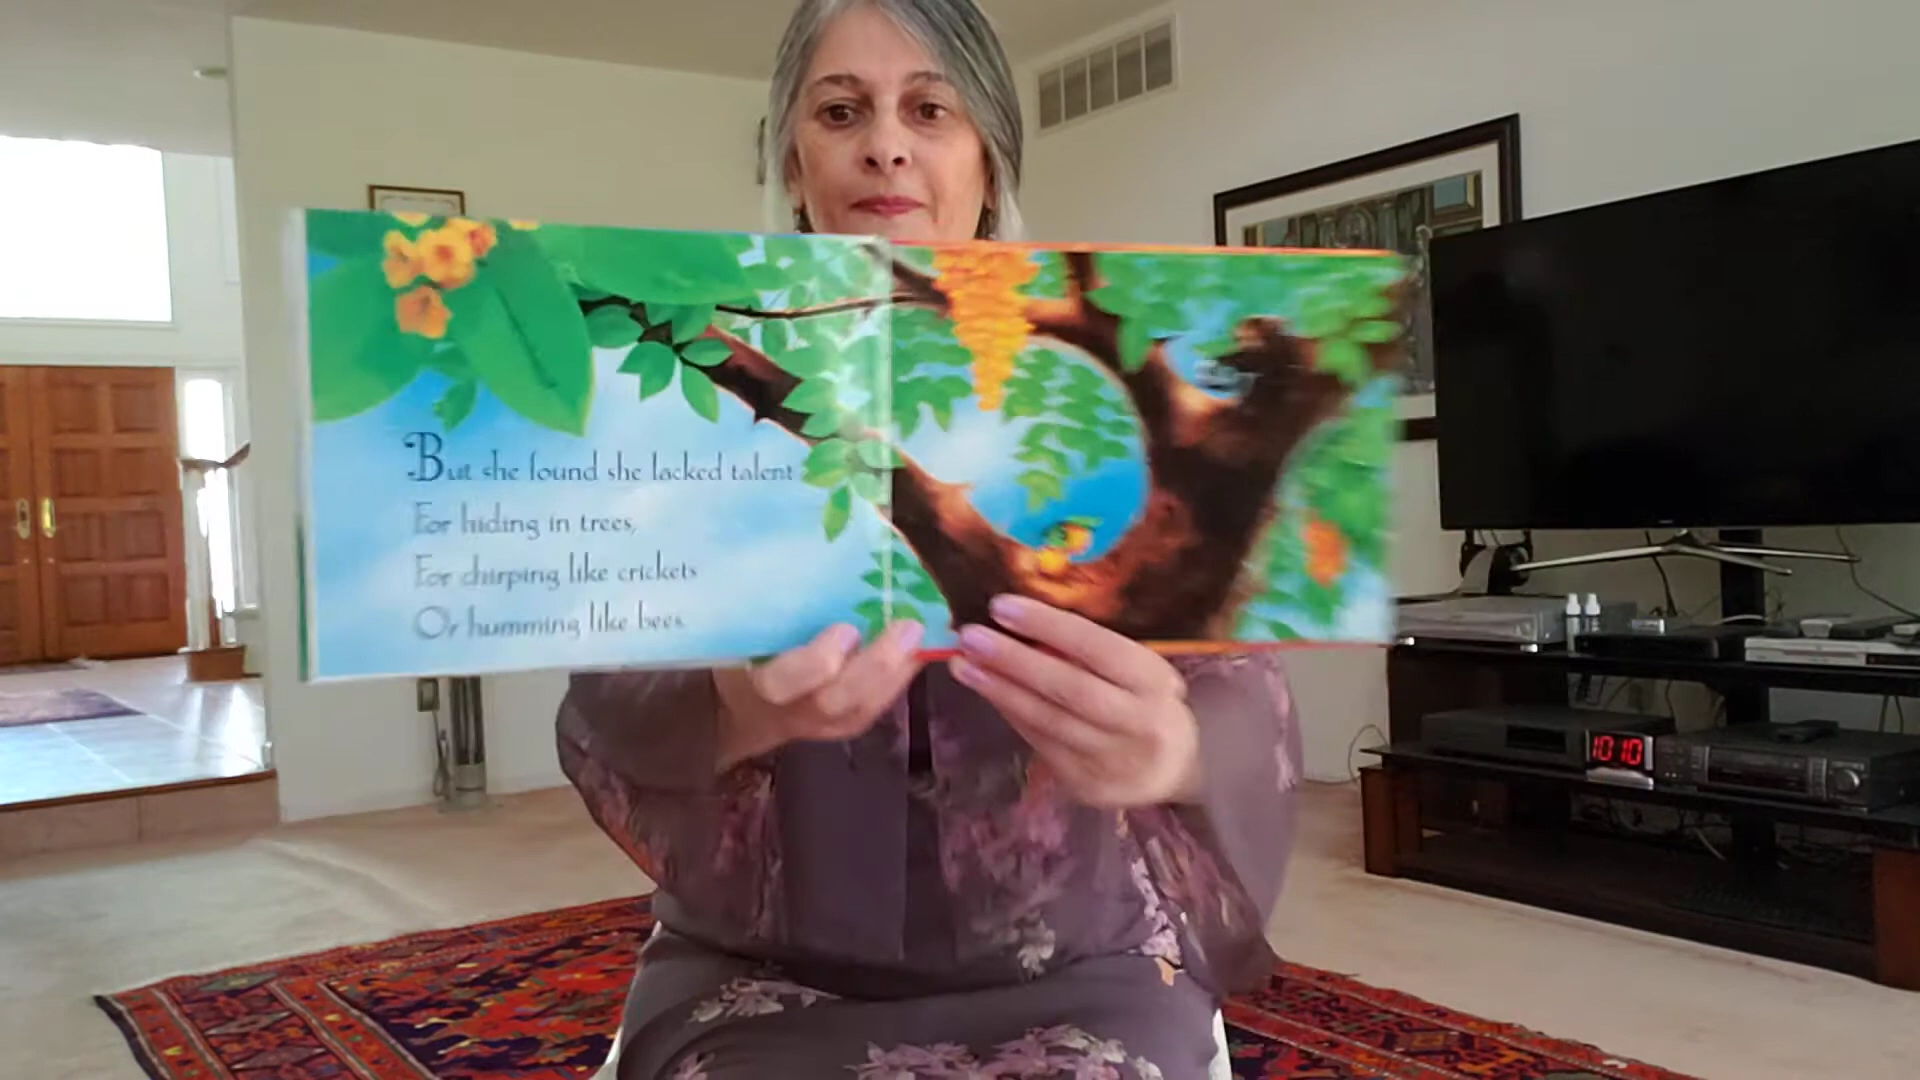 But she found she lacked talent
For hiding in trees,
For chirping like crickets
Or humming like bees.
1010